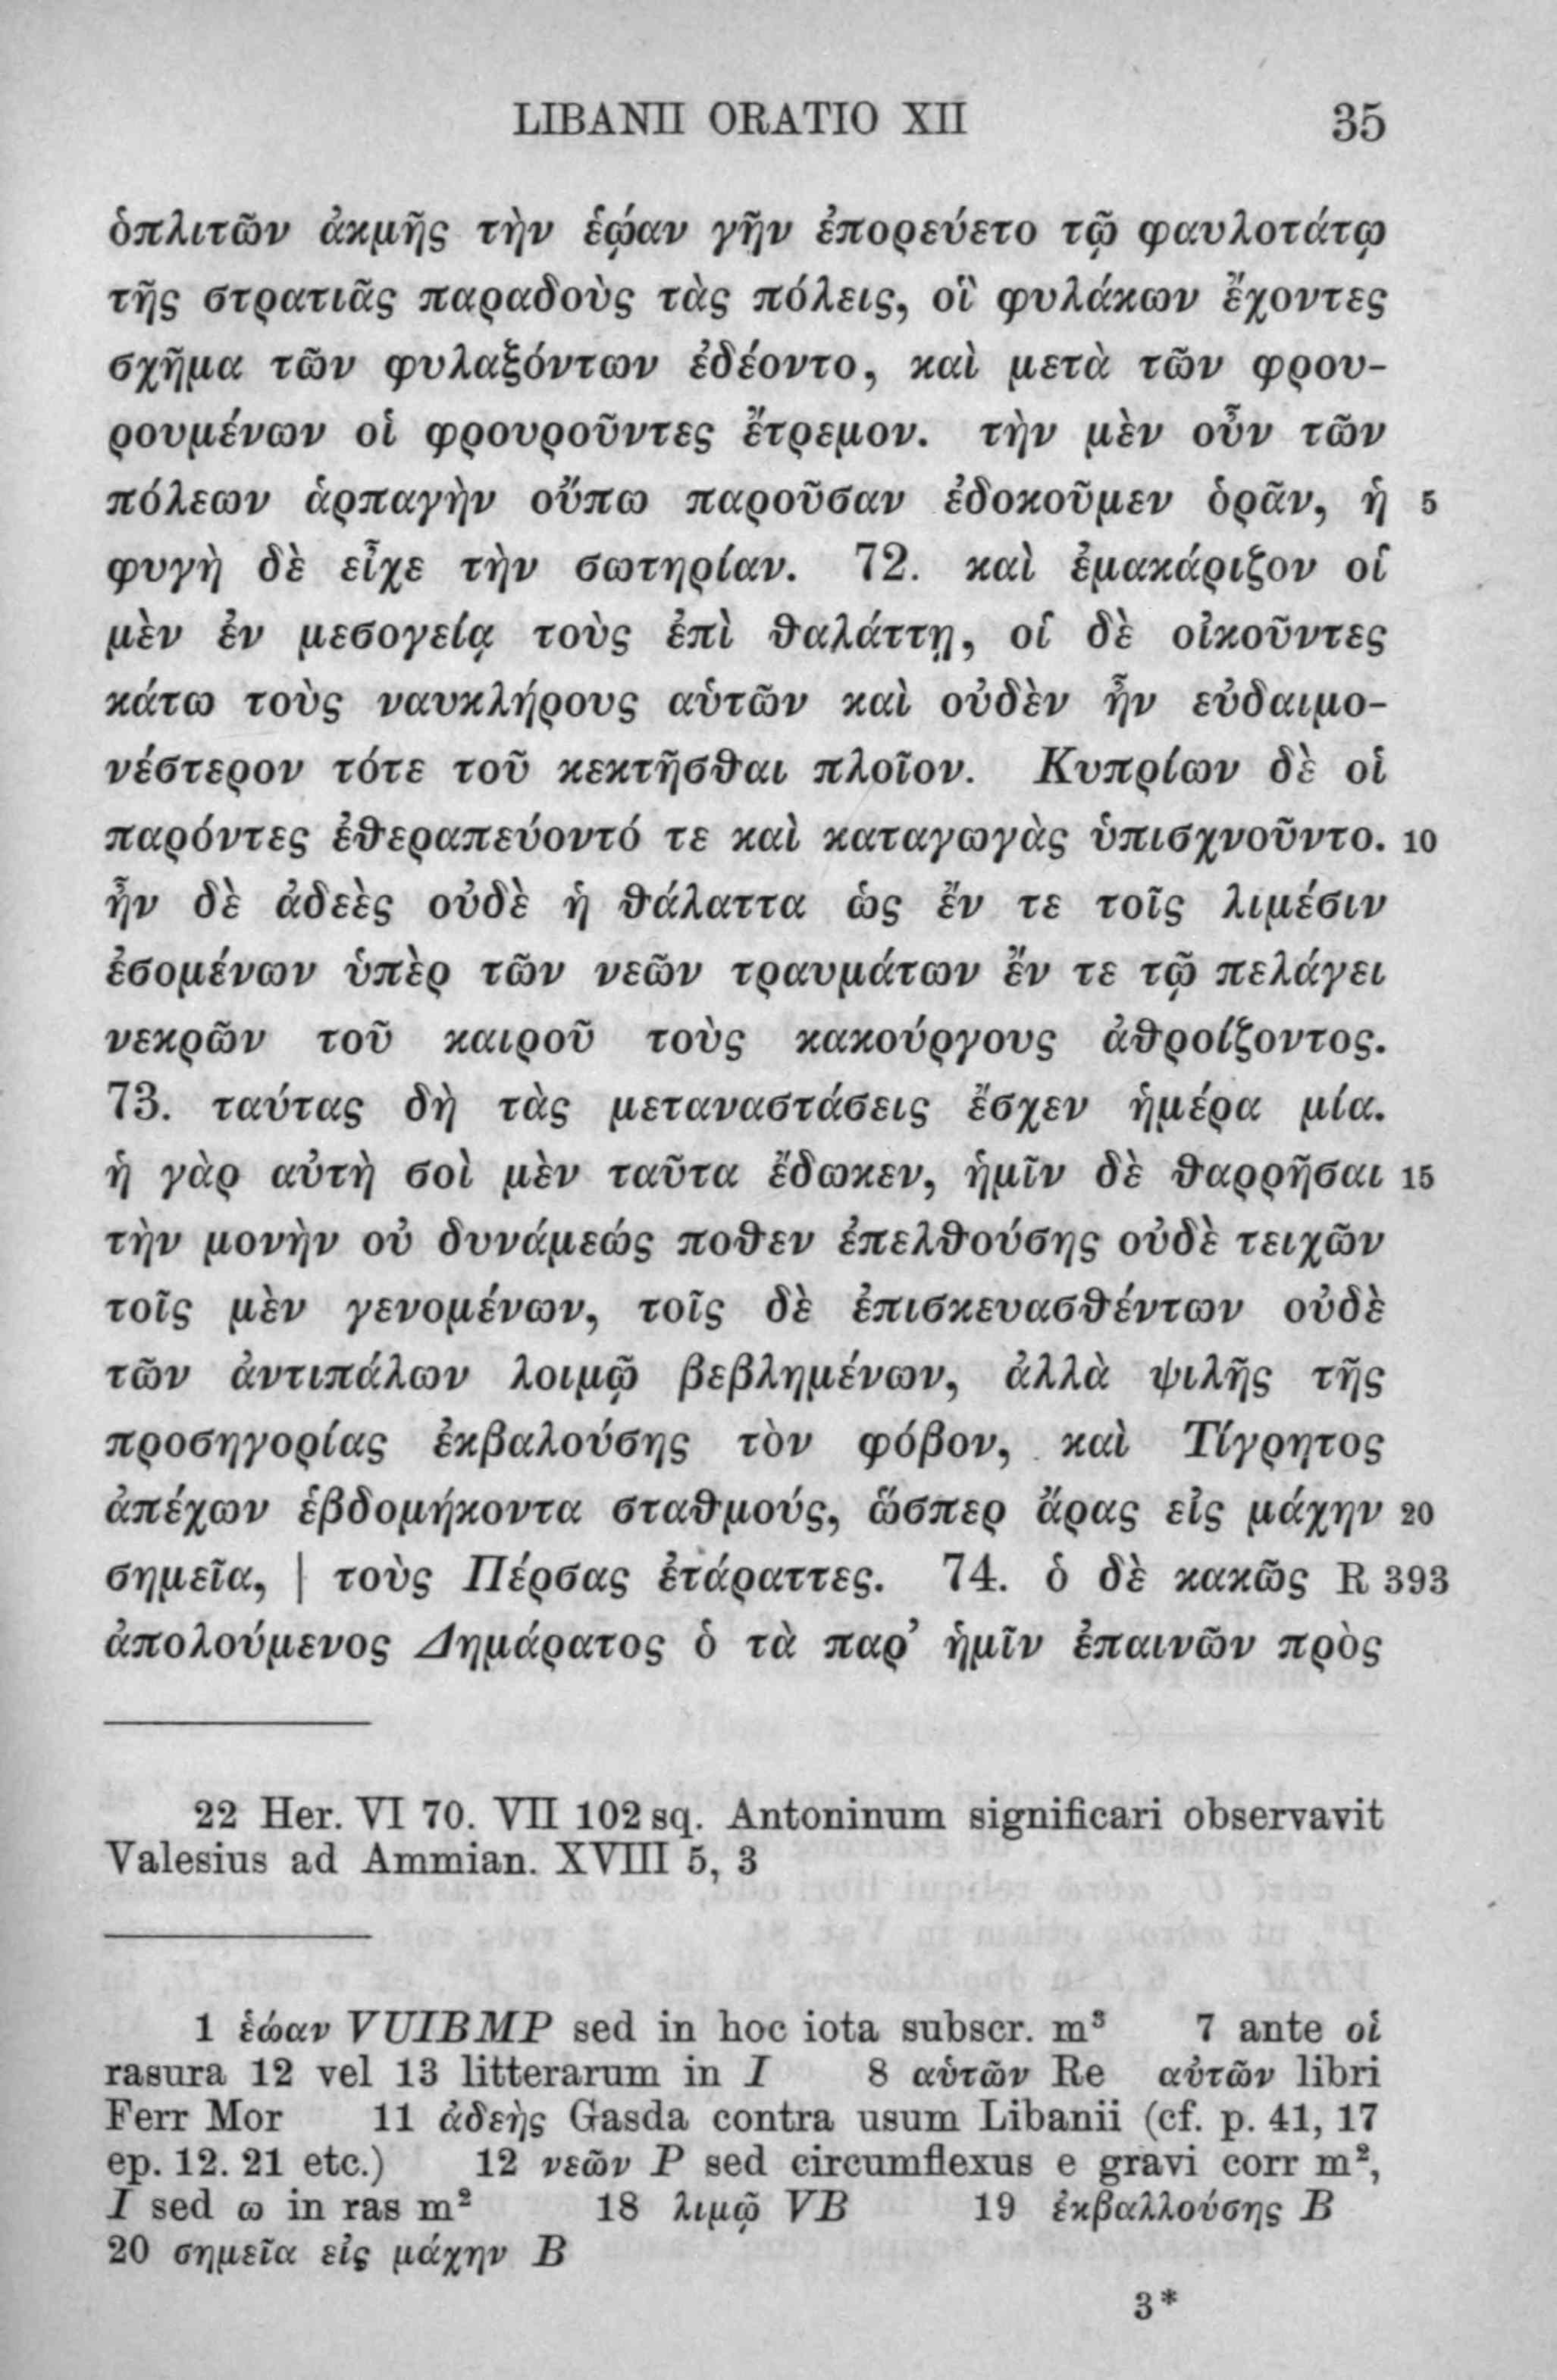 LIBANII ORATIO XII 35
ὁπλιτῶν ἀκμῆς τὴν ἑῴαν γῆν ἐπορεύετο τῷ φαυλοτάτῳ
τῆς στρατιᾶς παραδοὺς τὰς πόλεις, οἳ φυλάκων ἔχοντες
σχῆμα τῶν φυλαξόντων ἐδέοντο, καὶ μετὰ τῶν φρου-
ρουμένων οἱ φρουροῦντες ἔτρεμον. τὴν μὲν οὖν τῶν
πόλεων ἁρπαγὴν οὔπω παροῦσαν ἐδοκοῦμεν ὁρᾶν, ἡ 5
φυγὴ δὲ εἶχε τὴν σωτηρίαν. 72. καὶ ἐμακάριζον οἱ
μὲν ἐν μεσογείᾳ τοὺς ἐπὶ θαλάττῃ, οἱ δὲ οἰκοῦντες
κάτω τοὺς ναυκλήρους αὑτῶν καὶ οὐδὲν ἦν εὐδαιμο-
νέστερον τότε τοῦ κεκτῆσθαι πλοῖον. Κυπρίων δὲ οἱ
παρόντες ἐθεραπεύοντό τε καὶ καταγωγὰς ὑπισχνοῦντο. 10
ἦν δὲ ἀδεὲς οὐδὲ ἡ θάλαττα ὡς ἔν τε τοῖς λιμέσιν
ἐσομένων ὑπὲρ τῶν νεῶν τραυμάτων ἔν τε τῷ πελάγει
νεκρῶν τοῦ καιροῦ τοὺς κακούργους ἀθροίζοντος.
73. ταύτας δὴ τὰς μεταναστάσεις ἔσχεν ἡμέρα μία.
ἡ γὰρ αὐτὴ σοὶ μὲν ταῦτα ἔδωκεν, ἡμῖν δὲ θαρρῆσαι 15
τὴν μονὴν οὐ δυνάμεώς ποθεν ἐπελθούσης οὐδὲ τειχῶν
τοῖς μὲν γενομένων, τοῖς δὲ ἐπισκευασθέντων οὐδὲ
τῶν ἀντιπάλων λοιμῷ βεβλημένων, ἀλλὰ ψιλῆς τῆς
προσηγορίας ἐκβαλούσης τὸν φόβον, καὶ Τίγρητος
ἀπέχων ἑβδομήκοντα σταθμούς, ὥσπερ ἄρας εἰς μάχην 20
σημεῖα, | τοὺς Πέρσας ἐτάραττες. 74. ὁ δὲ κακῶς R 393
ἀπολούμενος Δημάρατος ὁ τὰ παρ’ ἡμῖν ἐπαινῶν πρὸς
22 Her. VI 70. VII 102 sq. Antoninum significari observavit
Valesius ad Ammian. XVIII 5, 3
1 ἑώαν VUIBMP sed in hoc iota subscr. m³ 7 ante οἱ
rasura 12 vel 13 litterarum in I 8 αὑτῶν Re αὐτῶν libri
Ferr Mor 11 ἀδεὴς Gasda contra usum Libanii (cf. p. 41, 17
ep. 12. 21 etc.) 12 νεῶν P sed circumflexus e gravi corr m²,
I sed ω in ras m² 18 λιμῷ VB 19 ἐκβαλλούσης B
20 σημεῖα εἰς μάχην B
3*